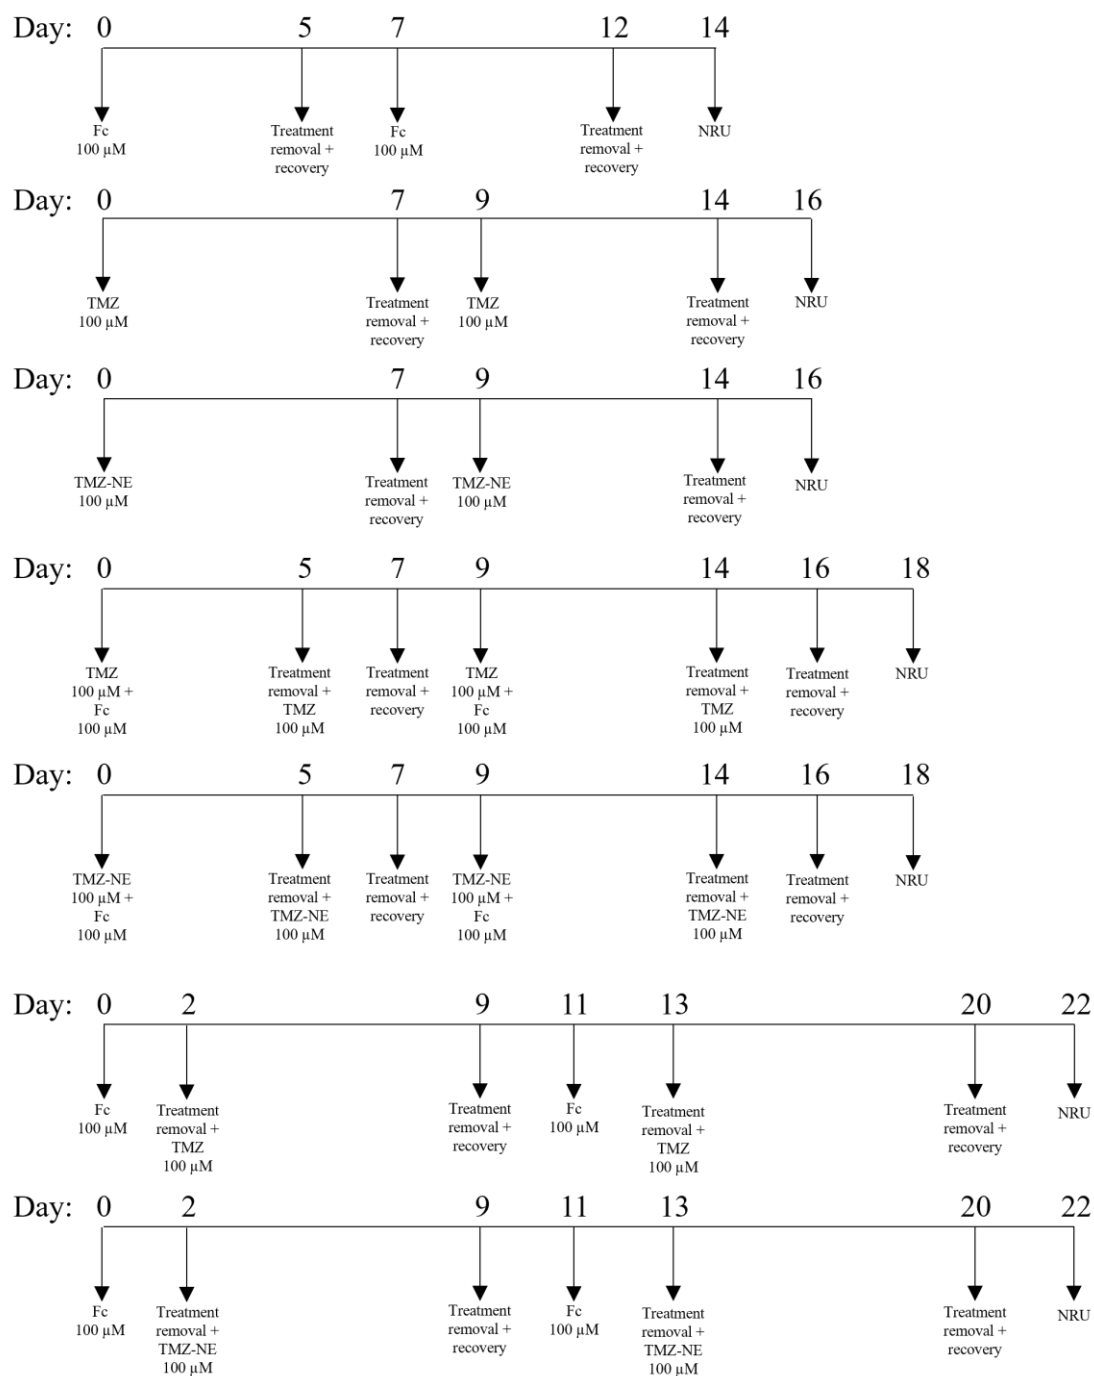 Day: 0 5 7 12 14
Fc
100 µM
Treatment
removal +
recovery
Fc
100 µM
Treatment
removal +
recovery
NRU
Day: 0 7 9 14 16
TMZ
100 µM
Treatment
removal +
recovery
TMZ
100 µM
Treatment
removal +
recovery
NRU
Day: 0 7 9 14 16
TMZ-NE
100 µM
Treatment
removal +
recovery
TMZ-NE
100 µM
Treatment
removal +
recovery
NRU
Day: 0 5 7 9 14 16 18
TMZ
100 µM +
Fc
100 µM
Treatment
removal +
TMZ
100 µM
Treatment
removal +
recovery
TMZ
100 µM +
Fc
100 µM
Treatment
removal +
TMZ
100 µM
Treatment
removal +
recovery
NRU
Day: 0 5 7 9 14 16 18
TMZ-NE
100 µM +
Fc
100 µM
Treatment
removal +
TMZ-NE
100 µM
Treatment
removal +
recovery
TMZ-NE
100 µM +
Fc
100 µM
Treatment
removal +
TMZ-NE
100 µM
Treatment
removal +
recovery
NRU
Day: 0 2 9 11 13 20 22
Fc
100 µM
Treatment
removal +
TMZ
100 µM
Treatment
removal +
recovery
Fc
100 µM
Treatment
removal +
TMZ
100 µM
Treatment
removal +
recovery
NRU
Day: 0 2 9 11 13 20 22
Fc
100 µM
Treatment
removal +
TMZ-NE
100 µM
Treatment
removal +
recovery
Fc
100 µM
Treatment
removal +
TMZ-NE
100 µM
Treatment
removal +
recovery
NRU